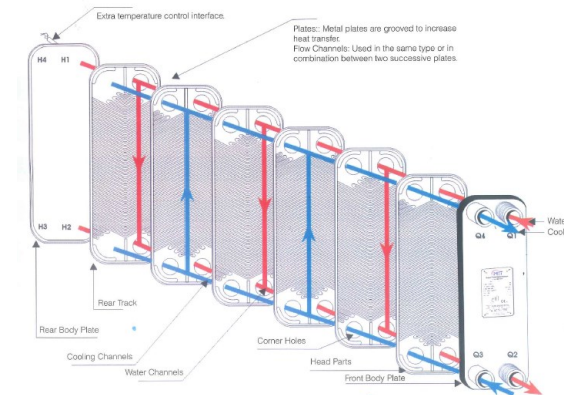 Extra temperature control interface.
Plates:: Metal plates are grooved to increase
heat transfer.
Flow Channels: Used in the same type or in
combination between two successive plates.
H4
H1
H3
H2
Q4
Q1
Wate
Cool
Rear Track
Rear Body Plate
Cooling Channels
Water Channels
Corner Holes
Head Parts
Front Body Plate
Q3
Q2